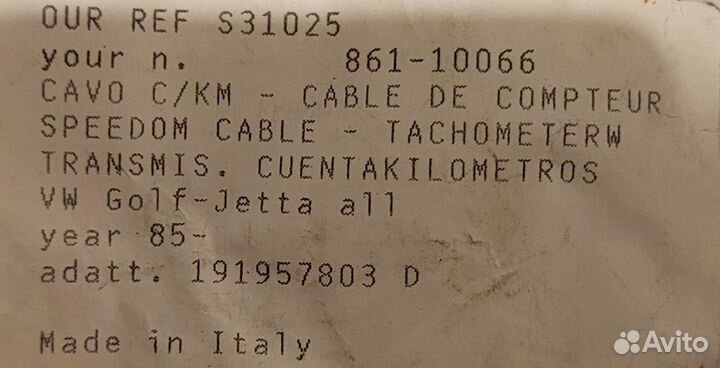 OUR REF S31025
your n. 861-10066
CAVO C/KM - CABLE DE COMPTEUR
SPEEDOM CABLE - TACHOMETERW
TRANSMIS. CUENTAKILOMETROS
VW Golf-Jetta all
year 85-
adatt. 191957803 D
Made in Italy
Avito